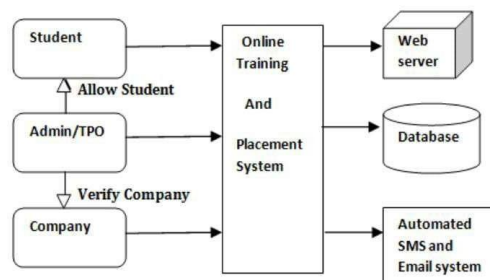 Student
Allow Student
Admin/TPO
Verify Company
Company
Online
Training
And
Placement
System
Web
server
Database
Automated
SMS and
Email system